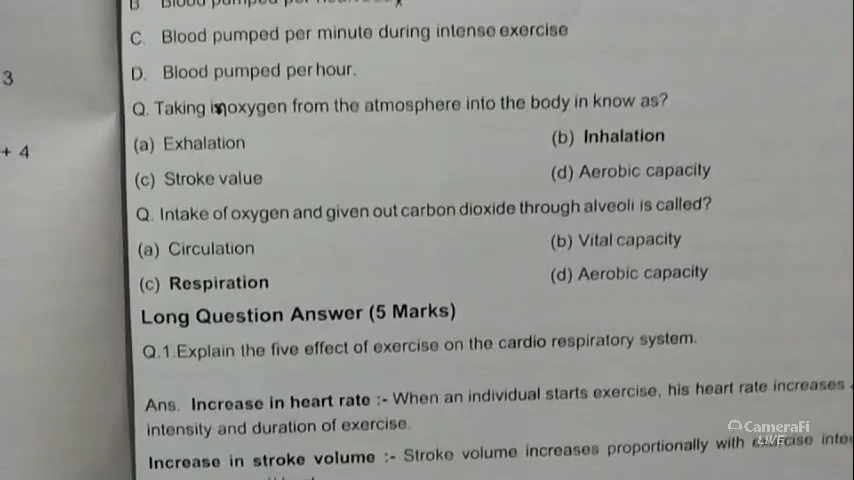 B. Blood pumped per
C. Blood pumped per minute during intense exercise
D. Blood pumped per hour.
3
Q. Taking in oxygen from the atmosphere into the body in know as?
+ 4
(a) Exhalation (b) Inhalation
(c) Stroke value (d) Aerobic capacity
Q. Intake of oxygen and given out carbon dioxide through alveoli is called?
(a) Circulation (b) Vital capacity
(c) Respiration (d) Aerobic capacity
Long Question Answer (5 Marks)
Q.1.Explain the five effect of exercise on the cardio respiratory system.
Ans. Increase in heart rate :- When an individual starts exercise, his heart rate increases
intensity and duration of exercise.
CameraFi
LIVE
Increase in stroke volume :- Stroke volume increases proportionally with exercise